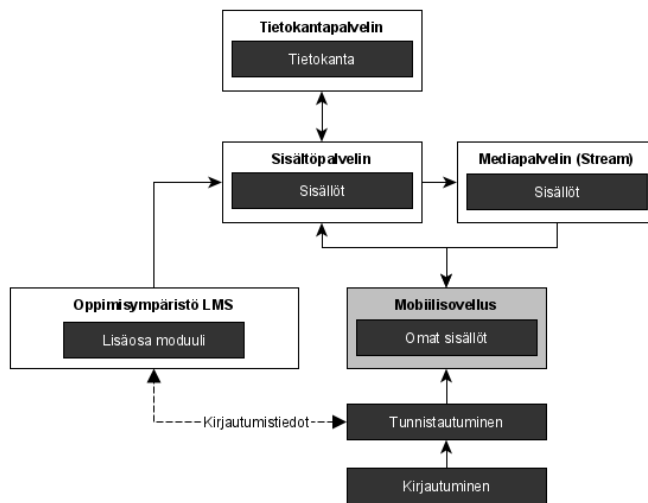 Tietokantapalvelin
Tietokanta
Sisältöpalvelin
Sisällöt
Mediapalvelin (Stream)
Sisällöt
Oppimisympäristö LMS
Lisäosa moduuli
Mobiilisovellus
Omat sisällöt
Kirjautumistiedot
Tunnistautuminen
Kirjautuminen